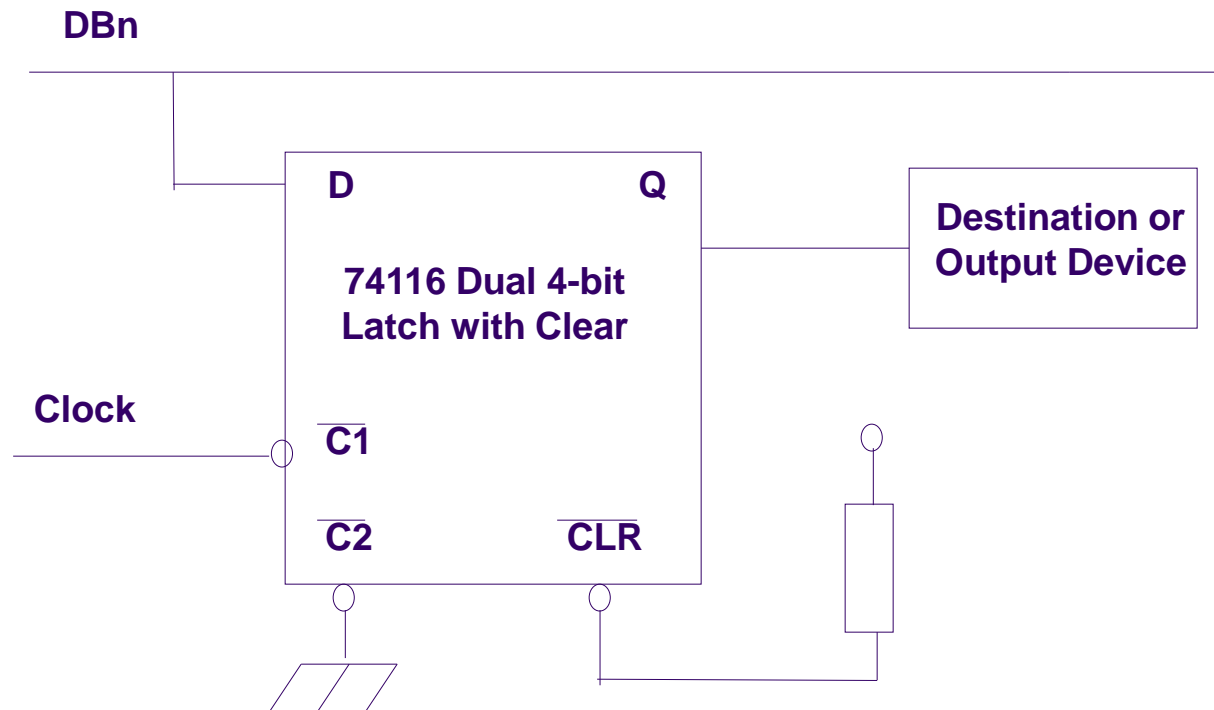 DBn
D
Q
Destination or
Output Device
74116 Dual 4-bit
Latch with Clear
Clock
C1
C2
CLR